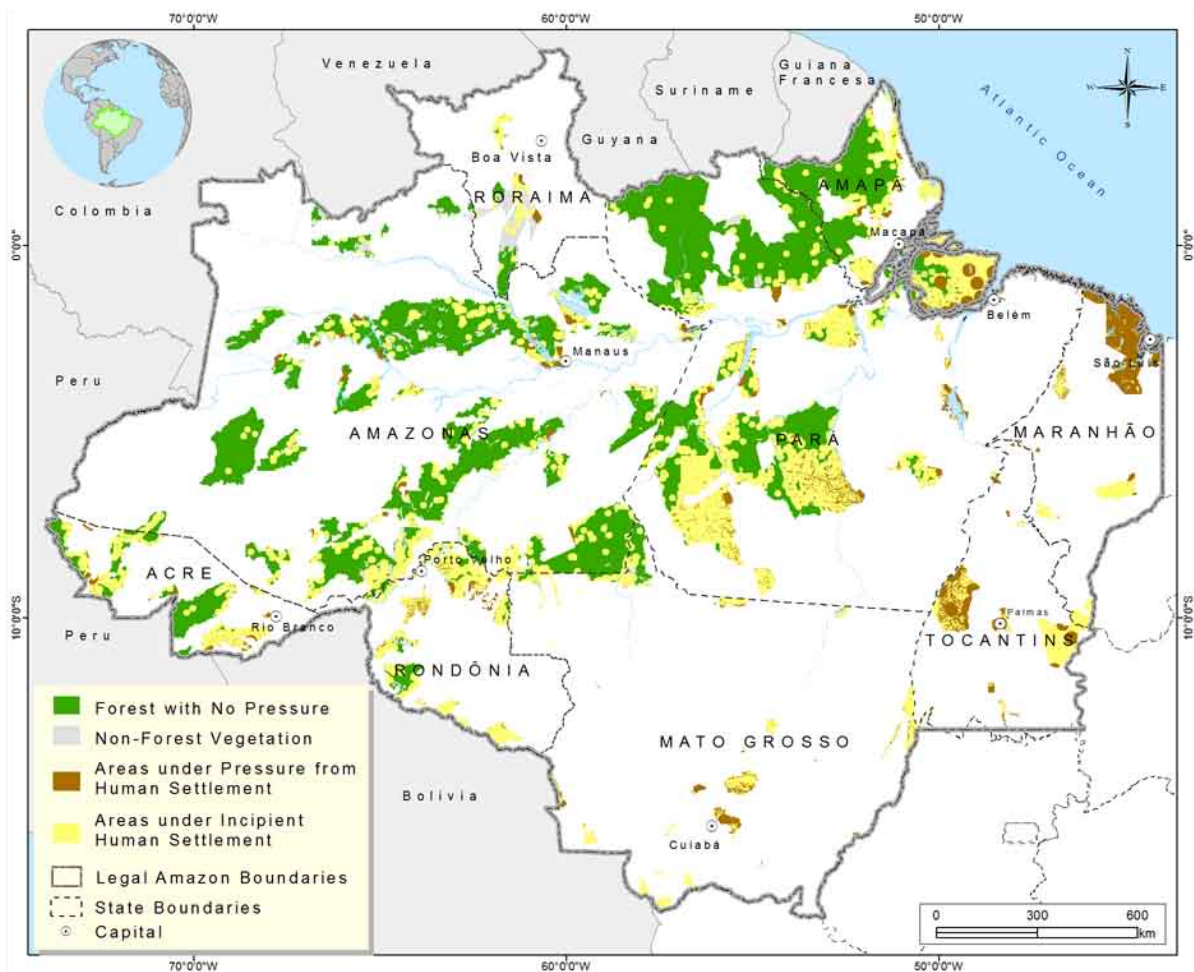 70°0'0"W 60°0'0"W 50°0'0"W
Venezuela
Guiana
Francesa
Suriname
Guyana
Colombia
Atlantic Ocean
N
W E
S
Boa Vista
RORAIMA
AMAPÁ
Macapá
0°0'0" 0°0'0"
Belém
Manaus
São Luís
Peru
AMAZONAS
PARÁ
MARANHÃO
Porto Velho
ACRE
Rio Branco
Peru
10°0'0"S 10°0'0"S
Palmas
TOCANTINS
RONDÔNIA
MATO GROSSO
Bolivia
Cuiabá
Forest with No Pressure
Non-Forest Vegetation
Areas under Pressure from
Human Settlement
Areas under Incipient
Human Settlement
Legal Amazon Boundaries
State Boundaries
Capital
0 300 600
km
70°0'0"W 60°0'0"W 50°0'0"W